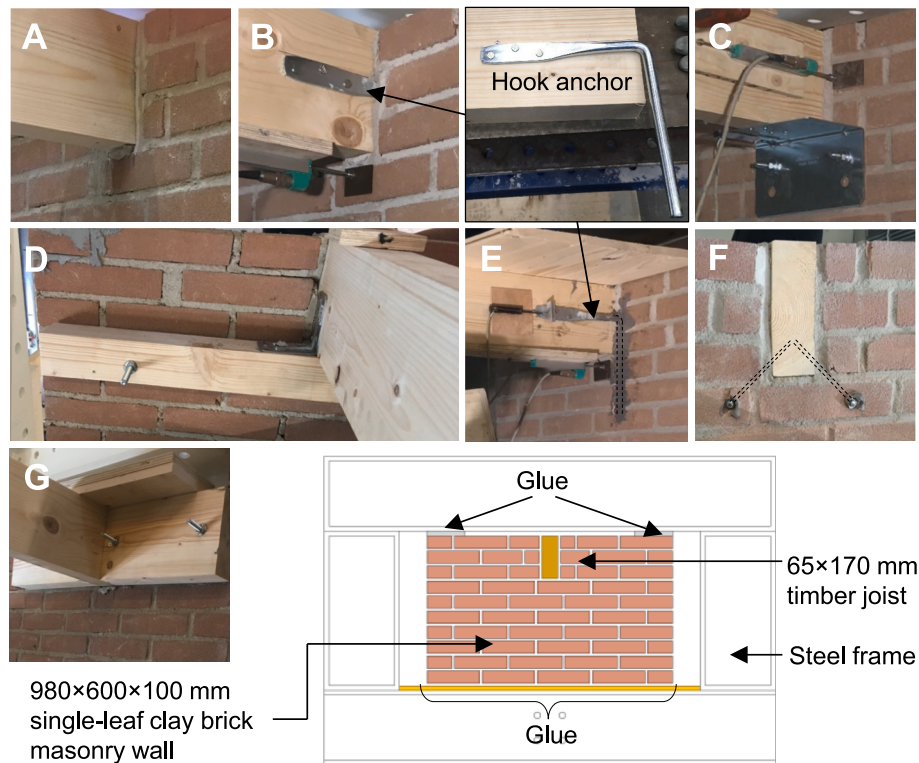 A
B
Hook anchor
C
D
E
F
G
Glue
65×170 mm
timber joist
Steel frame
980×600×100 mm
single-leaf clay brick
masonry wall
Glue